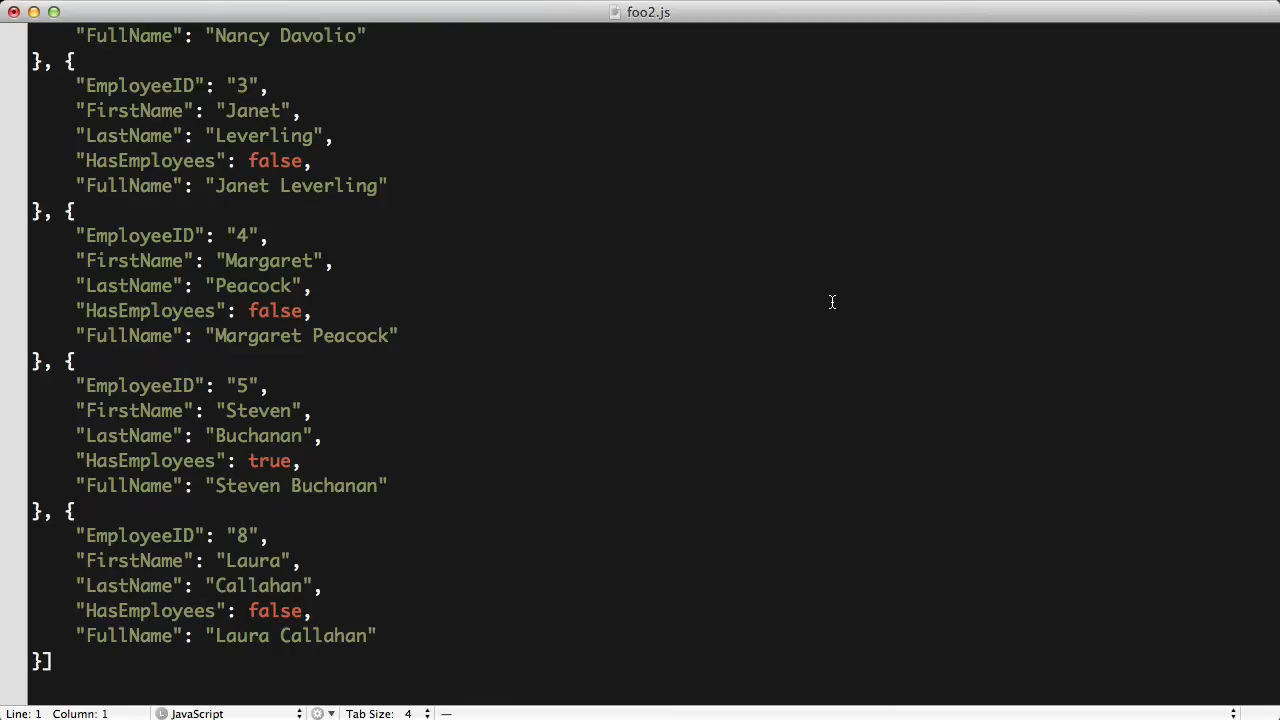 foo2.js
"FullName": "Nancy Davolio"
}, {
"EmployeeID": "3",
"FirstName": "Janet",
"LastName": "Leverling",
"HasEmployees": false,
"FullName": "Janet Leverling"
}, {
"EmployeeID": "4",
"FirstName": "Margaret",
"LastName": "Peacock",
"HasEmployees": false,
"FullName": "Margaret Peacock"
}, {
"EmployeeID": "5",
"FirstName": "Steven",
"LastName": "Buchanan",
"HasEmployees": true,
"FullName": "Steven Buchanan"
}, {
"EmployeeID": "8",
"FirstName": "Laura",
"LastName": "Callahan",
"HasEmployees": false,
"FullName": "Laura Callahan"
}]
Line: 1 Column: 1 L JavaScript Tab Size: 4 —